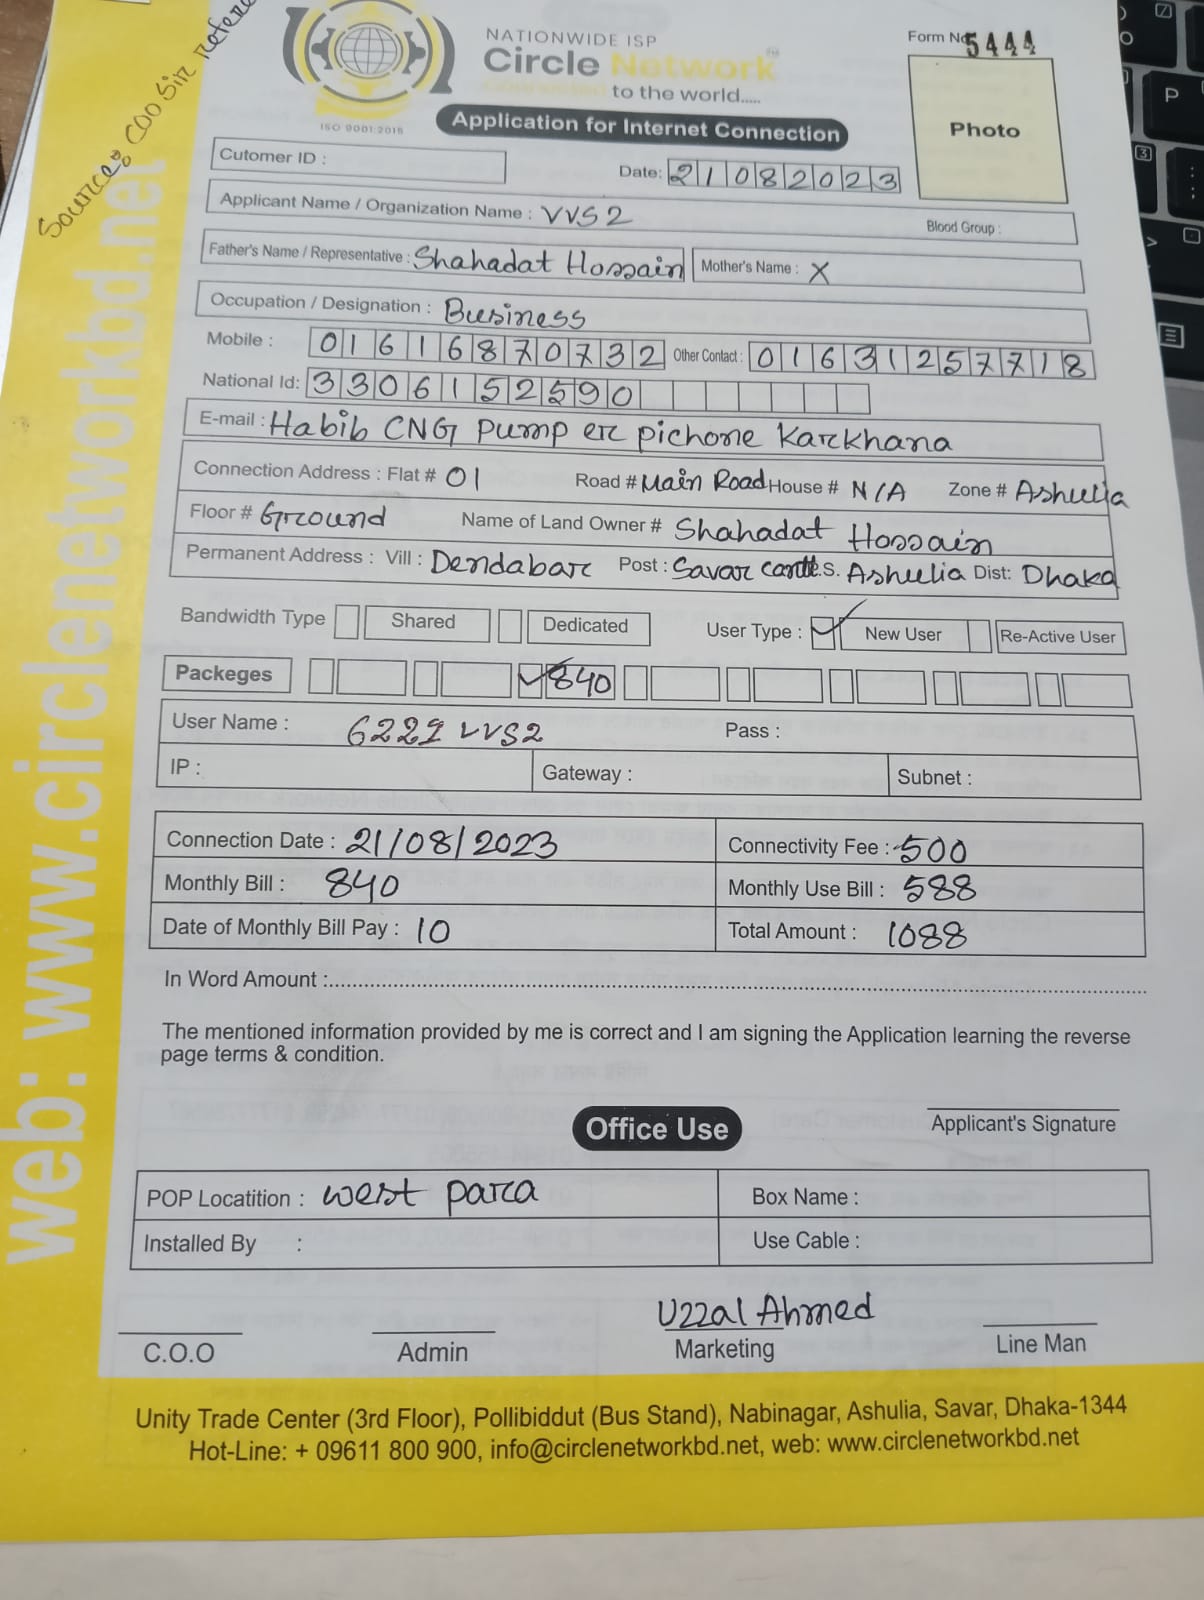 Source: COO Sir refere
NATIONWIDE ISP
Circle Network
Connected to the world.....
ISO 9001:2015
Form No 5444
Photo
Application for Internet Connection
Cutomer ID :
Date: 21082023
Applicant Name / Organization Name : VVS2
Blood Group :
Father's Name / Representative : Shahadat Hossain Mother's Name : X
Occupation / Designation : Business
Mobile : 01616870732 Other Contact : 01631257718
National Id: 3306152590
E-mail : Habib CNG Pump er pichone Karkhana
Connection Address : Flat # 01 Road # Main Road House # N/A Zone # Ashulia
Floor # Ground Name of Land Owner # Shahadat Hossain
Permanent Address : Vill : Dendabar Post : Savar cantt P.S. Ashulia Dist: Dhaka
Bandwidth Type Shared Dedicated User Type : New User Re-Active User
Packeges 840
User Name : 6221 VVS2 Pass :
IP : Gateway : Subnet :
Connection Date : 21/08/2023 Connectivity Fee : 500
Monthly Bill : 840 Monthly Use Bill : 588
Date of Monthly Bill Pay : 10 Total Amount : 1088
In Word Amount :
The mentioned information provided by me is correct and I am signing the Application learning the reverse
page terms & condition.
Applicant's Signature
Office Use
POP Locatition : West para Box Name :
Installed By : Use Cable :
Uzzal Ahmed
C.O.O Admin Marketing Line Man
Unity Trade Center (3rd Floor), Pollibiddut (Bus Stand), Nabinagar, Ashulia, Savar, Dhaka-1344
Hot-Line: + 09611 800 900, info@circlenetworkbd.net, web: www.circlenetworkbd.net
web: www.circlenetworkbd.net